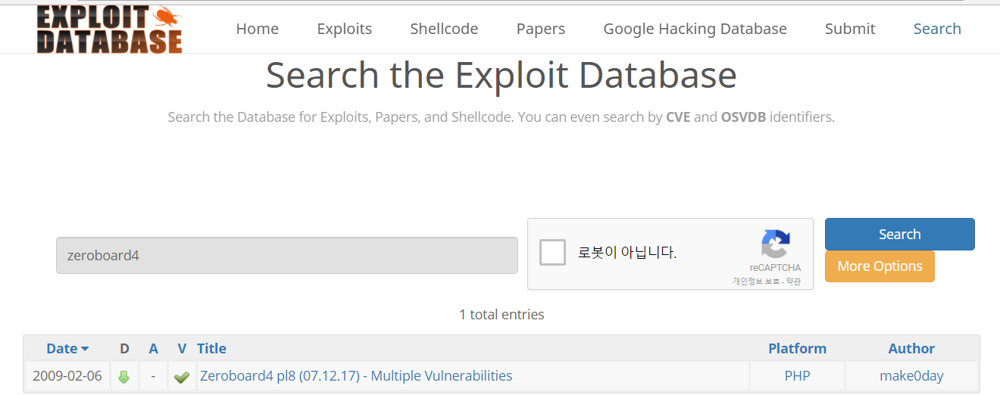 EXPLOIT DATABASE
Home Exploits Shellcode Papers Google Hacking Database Submit Search
Search the Exploit Database
Search the Database for Exploits, Papers, and Shellcode. You can even search by CVE and OSVDB identifiers.
zeroboard4
로봇이 아닙니다.
reCAPTCHA
개인정보 보호 - 약관
Search
More Options
1 total entries
Date D A V Title Platform Author
2009-02-06 - Zeroboard4 pl8 (07.12.17) - Multiple Vulnerabilities PHP make0day